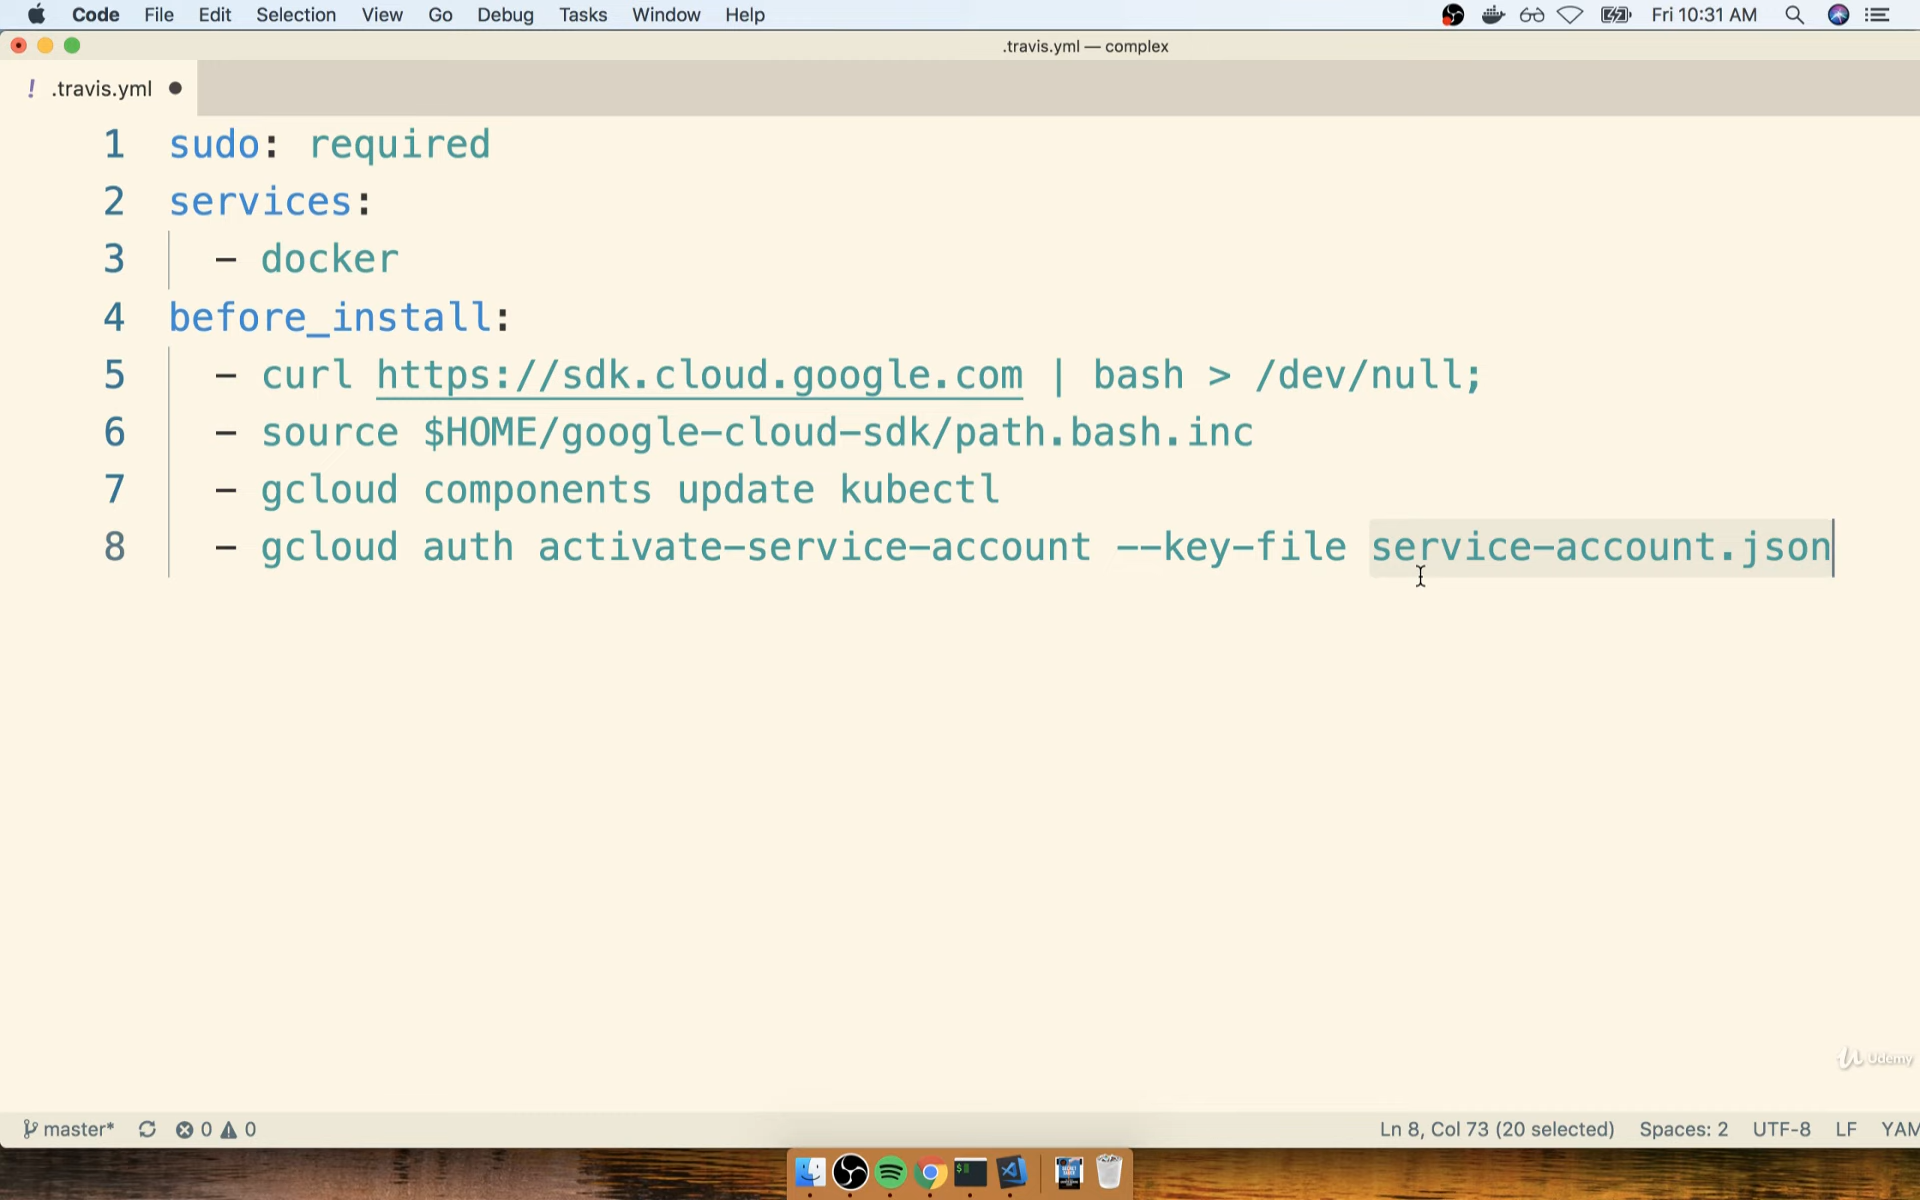 Code File Edit Selection View Go Debug Tasks Window Help Fri 10:31 AM
.travis.yml — complex
! .travis.yml
1 sudo: required
2 services:
3 - docker
4 before_install:
5 - curl https://sdk.cloud.google.com | bash > /dev/null;
6 - source $HOME/google-cloud-sdk/path.bash.inc
7 - gcloud components update kubectl
8 - gcloud auth activate-service-account --key-file service-account.json
Udemy
master* 0 0 Ln 8, Col 73 (20 selected) Spaces: 2 UTF-8 LF YAM